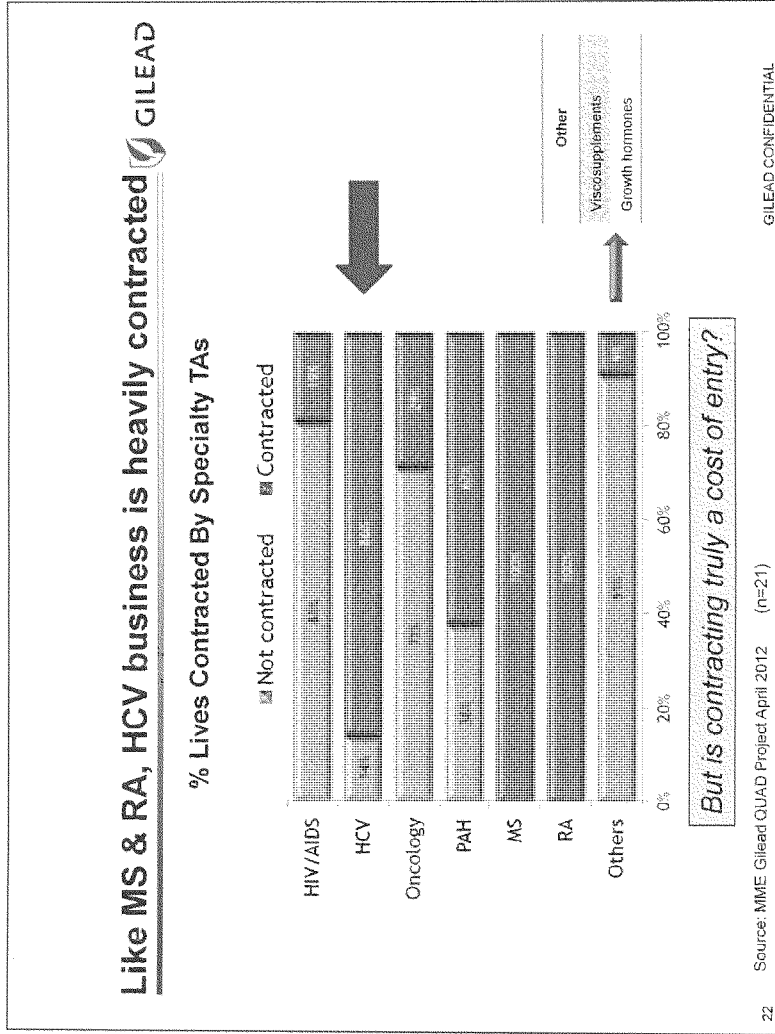 Like MS & RA, HCV business is heavily contracted
GILEAD
% Lives Contracted By Specialty TAs
Not contracted
Contracted
HIV/AIDS
HCV
14%
Oncology
71%
PAH
MS
RA
Others
0%
20%
40%
60%
80%
100%
Other
Viscosupplements
Growth hormones
But is contracting truly a cost of entry?
22
Source: MME Gilead QUAD Project April 2012 (n=21)
GILEAD CONFIDENTIAL